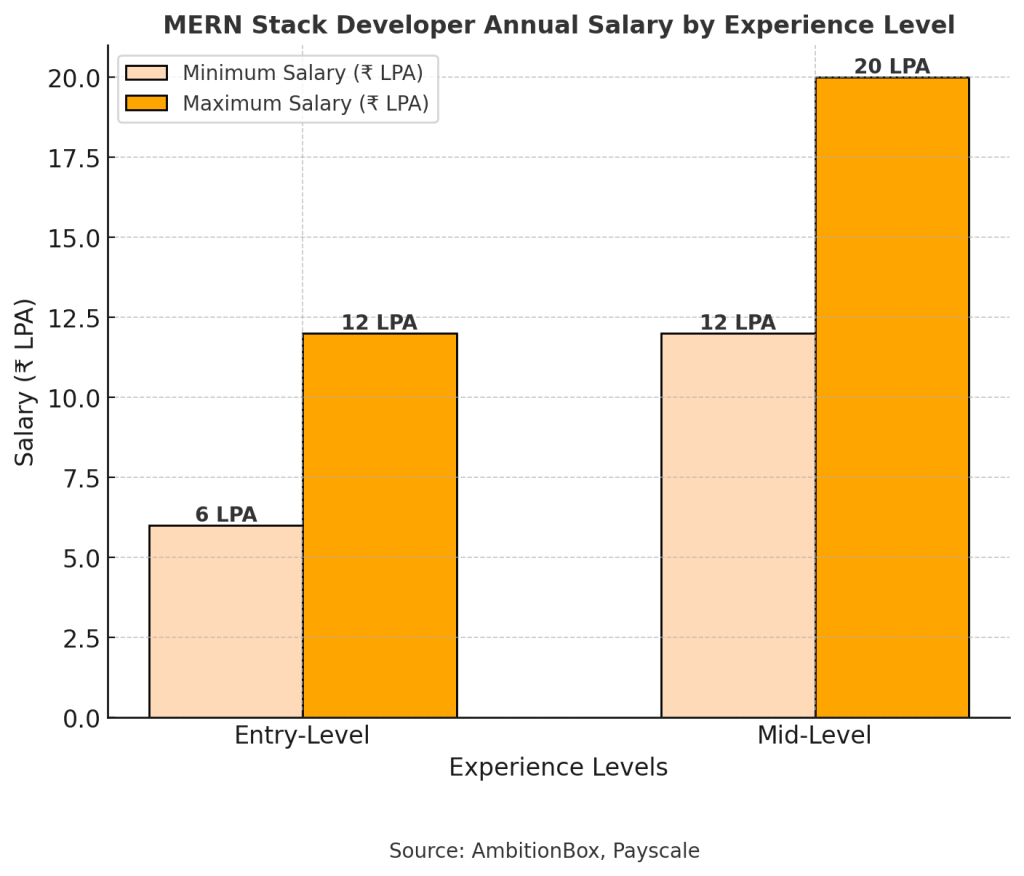 MERN Stack Developer Annual Salary by Experience Level
Minimum Salary (₹ LPA)
Maximum Salary (₹ LPA)
Salary (₹ LPA)
20.0
17.5
15.0
12.5
10.0
7.5
5.0
2.5
0.0
6 LPA
12 LPA
12 LPA
20 LPA
Entry-Level
Mid-Level
Experience Levels
Source: AmbitionBox, Payscale